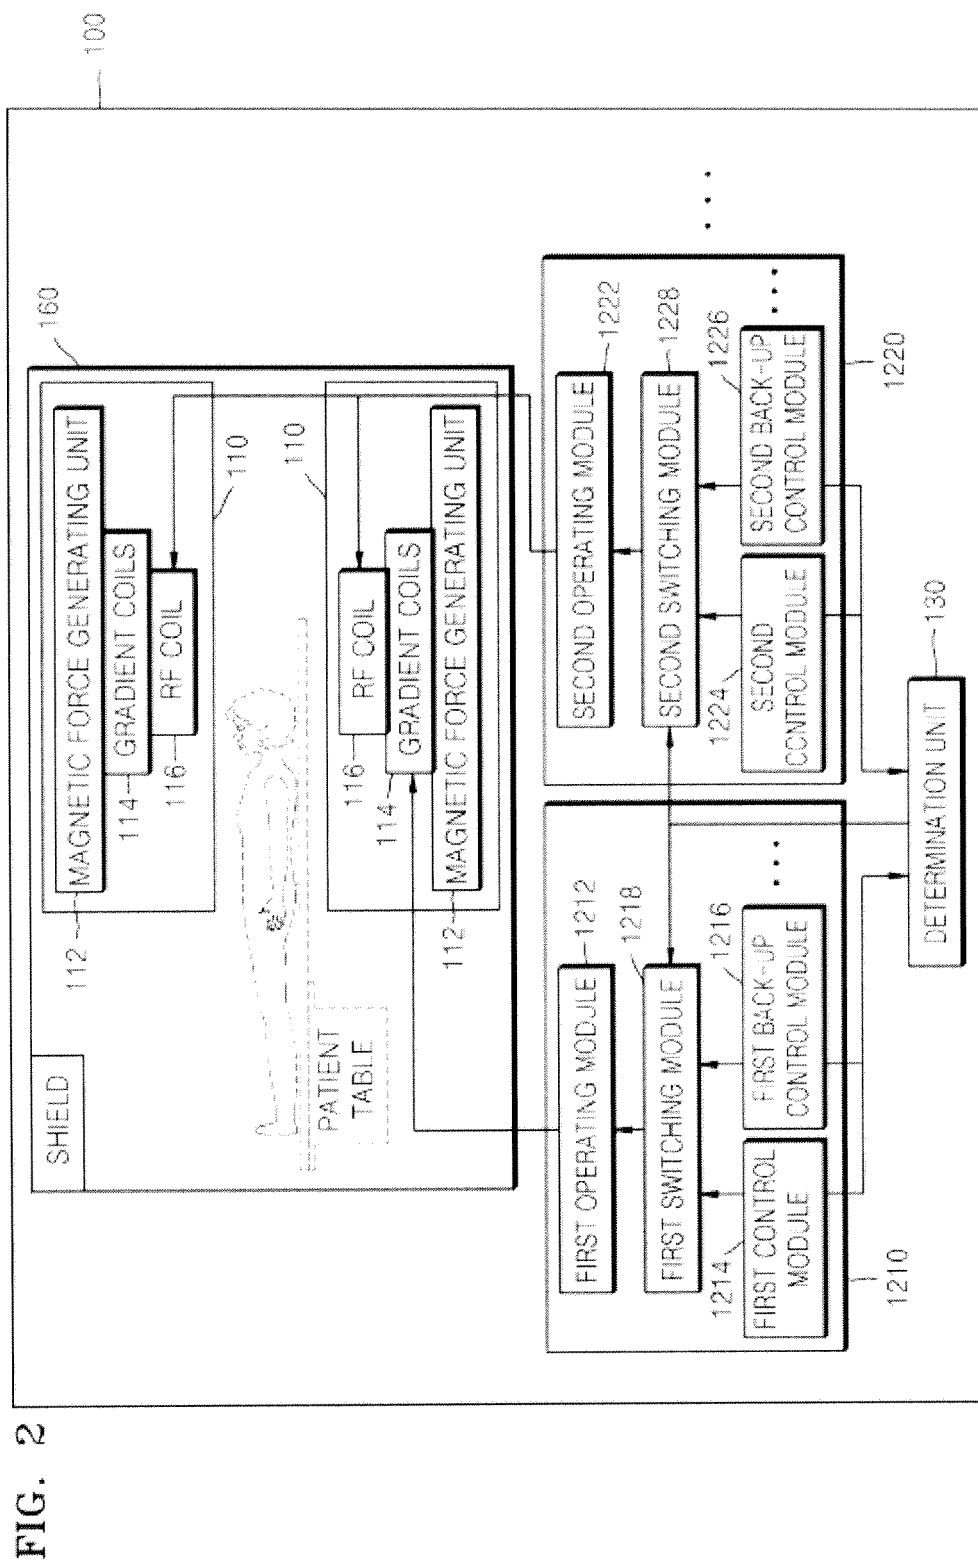 FIG. 2
100
SHIELD
160
112
MAGNETIC FORCE GENERATING UNIT
114
GRADIENT COILS
116
RF COIL
110
110
PATIENT
TABLE
116
RF COIL
114
GRADIENT COILS
112
MAGNETIC FORCE GENERATING UNIT
FIRST OPERATING MODULE
1212
FIRST SWITCHING MODULE
1218
1214
FIRST CONTROL
MODULE
1216
FIRST BACK-UP
CONTROL MODULE
...
1210
SECOND OPERATING MODULE
1222
SECOND SWITCHING MODULE
1228
1224
SECOND
CONTROL MODULE
1226
SECOND BACK-UP
CONTROL MODULE
...
1220
...
DETERMINATION UNIT
130